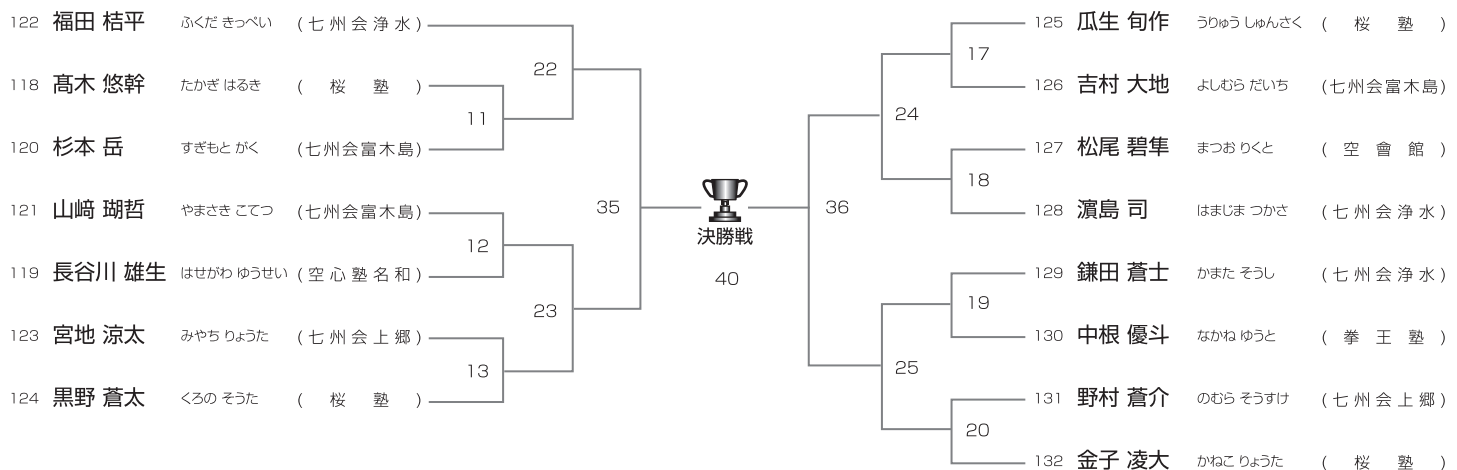 122 福田 桔平 ふくだ きっぺい (七州会浄水)
118 髙木 悠幹 たかぎ はるき (桜塾)
120 杉本 岳 すぎもと がく (七州会富木島)
121 山﨑 瑚哲 やまさき こてつ (七州会富木島)
119 長谷川 雄生 はせがわ ゆうせい (空心塾名和)
123 宮地 涼太 みやち りょうた (七州会上郷)
124 黒野 蒼太 くろの そうた (桜塾)
22
11
12
23
13
35
決勝戦
40
36
17
24
18
19
25
20
125 瓜生 旬作 うりゅう しゅんさく (桜塾)
126 吉村 大地 よしむら だいち (七州会富木島)
127 松尾 碧隼 まつお りくと (空會館)
128 濵島 司 はまじま つかさ (七州会浄水)
129 鎌田 蒼士 かまた そうし (七州会浄水)
130 中根 優斗 なかね ゆうと (拳王塾)
131 野村 蒼介 のむら そうすけ (七州会上郷)
132 金子 凌大 かねこ りょうた (桜塾)